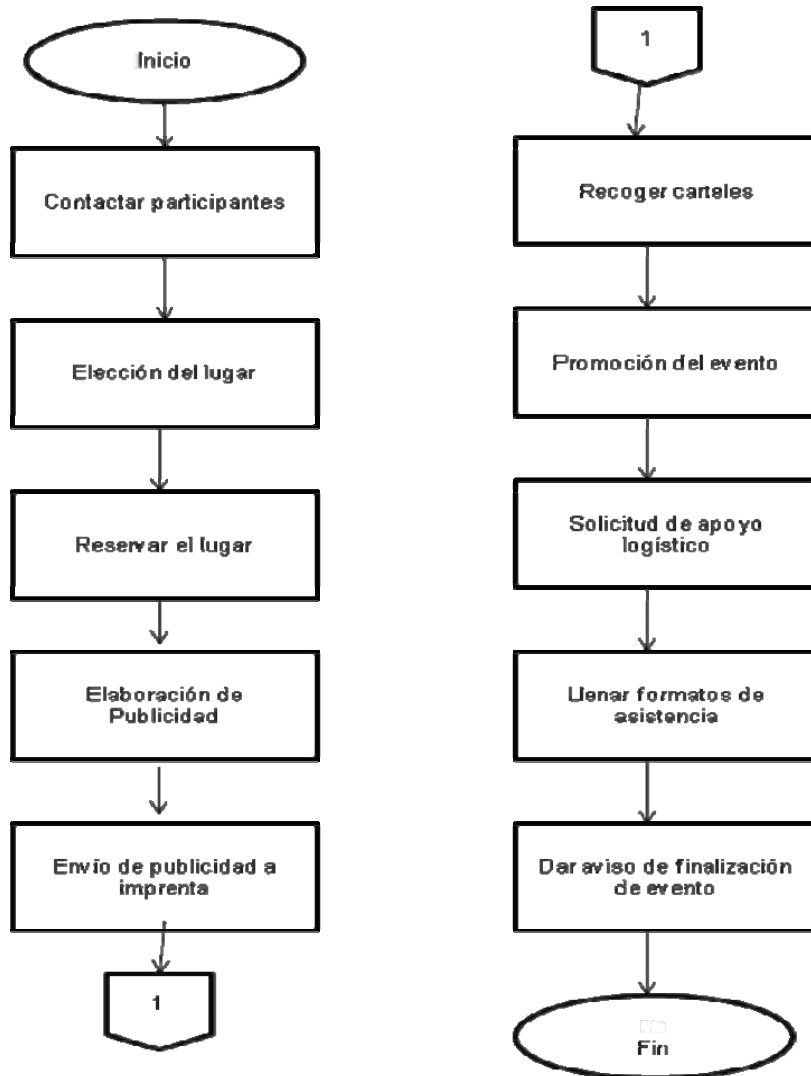 Inicio
Contactar participantes
Elección del lugar
Reservar el lugar
Elaboración de
Publicidad
Envío de publicidad a
imprenta
1
1
Recoger carteles
Promoción del evento
Solicitud de apoyo
logístico
Llenar formatos de
asistencia
Dar aviso de finalización
de evento
Fin
Fin